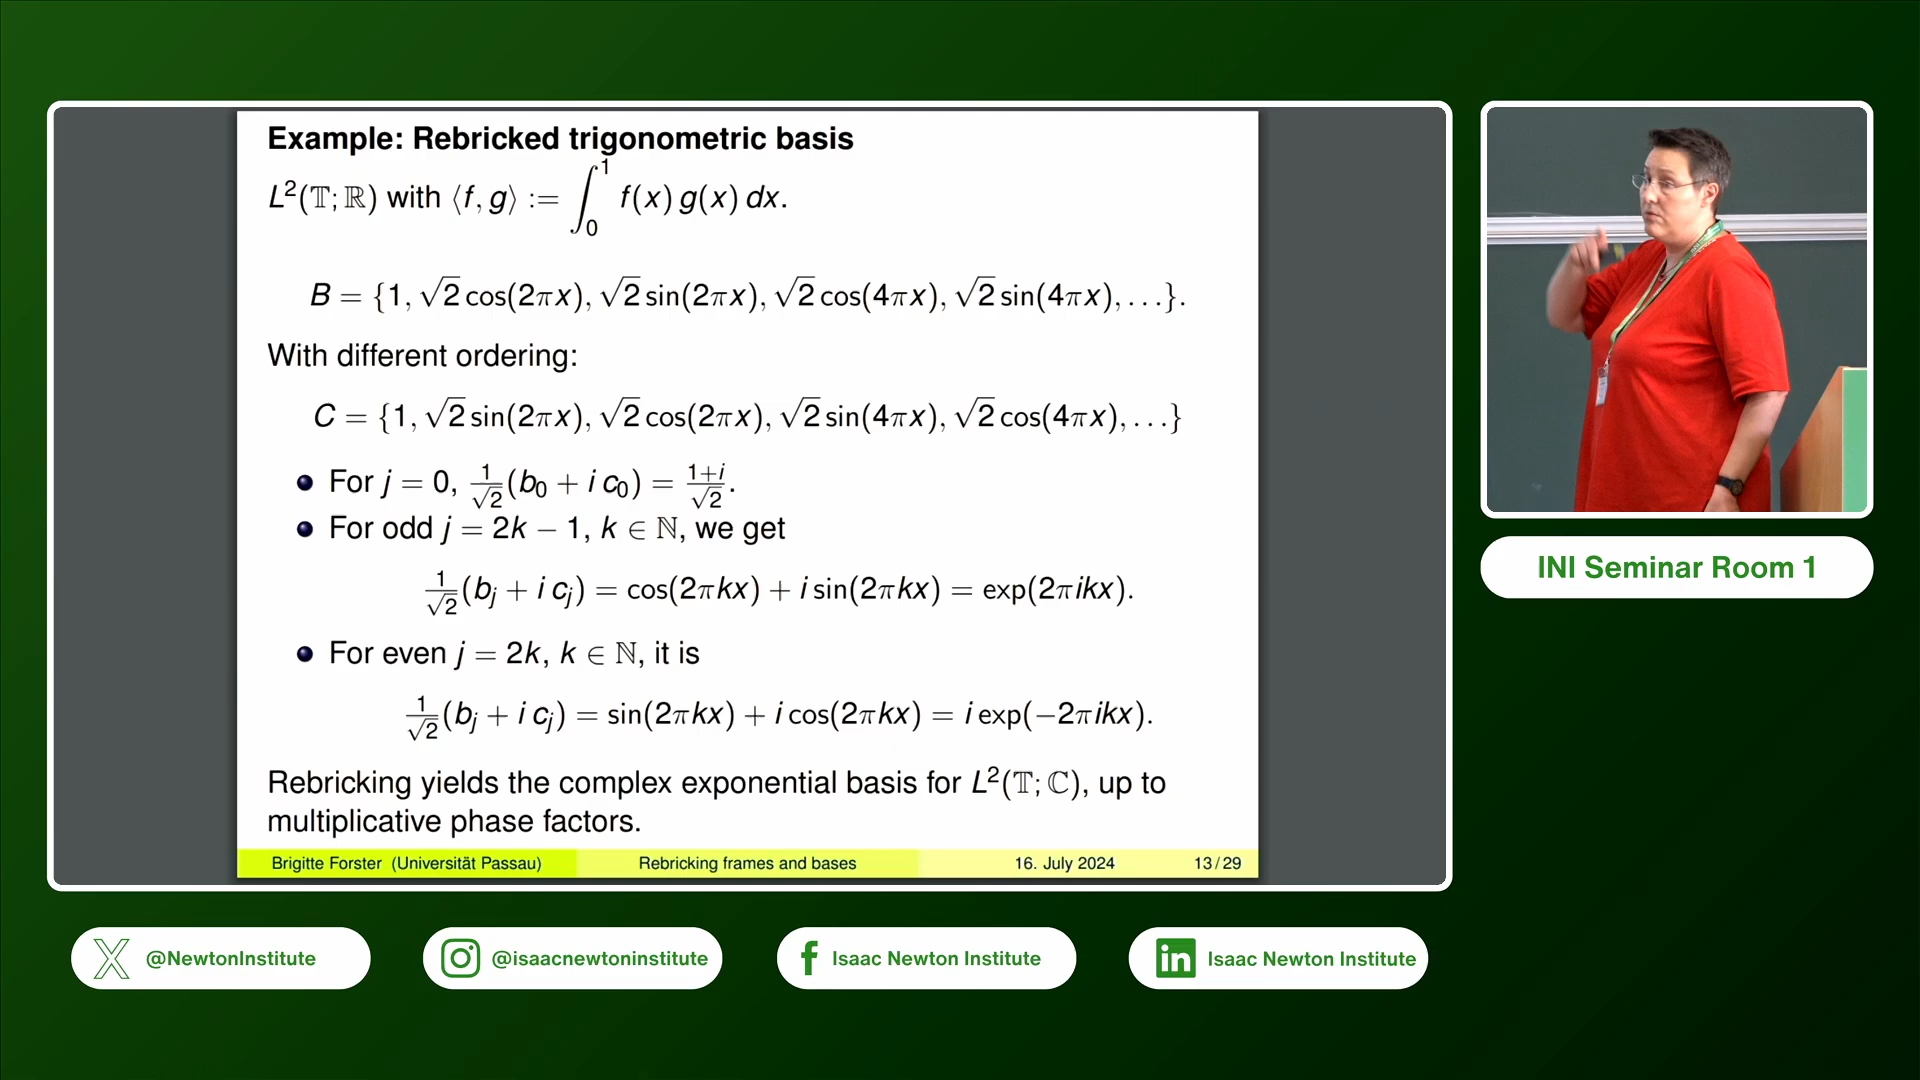 Example: Rebricked trigonometric basis
L²(𝕋; ℝ) with ⟨f, g⟩ := ∫₀¹ f(x) g(x) dx.
B = {1, √2 cos(2πx), √2 sin(2πx), √2 cos(4πx), √2 sin(4πx), . . .}.
With different ordering:
C = {1, √2 sin(2πx), √2 cos(2πx), √2 sin(4πx), √2 cos(4πx), . . .}
• For j = 0, 1/√2 (b₀ + i c₀) = (1+i)/√2.
• For odd j = 2k − 1, k ∈ ℕ, we get
1/√2 (bⱼ + i cⱼ) = cos(2πkx) + i sin(2πkx) = exp(2πikx).
• For even j = 2k, k ∈ ℕ, it is
1/√2 (bⱼ + i cⱼ) = sin(2πkx) + i cos(2πkx) = i exp(−2πikx).
Rebricking yields the complex exponential basis for L²(𝕋; ℂ), up to
multiplicative phase factors.
Brigitte Forster (Universität Passau) Rebricking frames and bases 16. July 2024 13 / 29
INI Seminar Room 1
@NewtonInstitute
@isaacnewtoninstitute
Isaac Newton Institute
Isaac Newton Institute